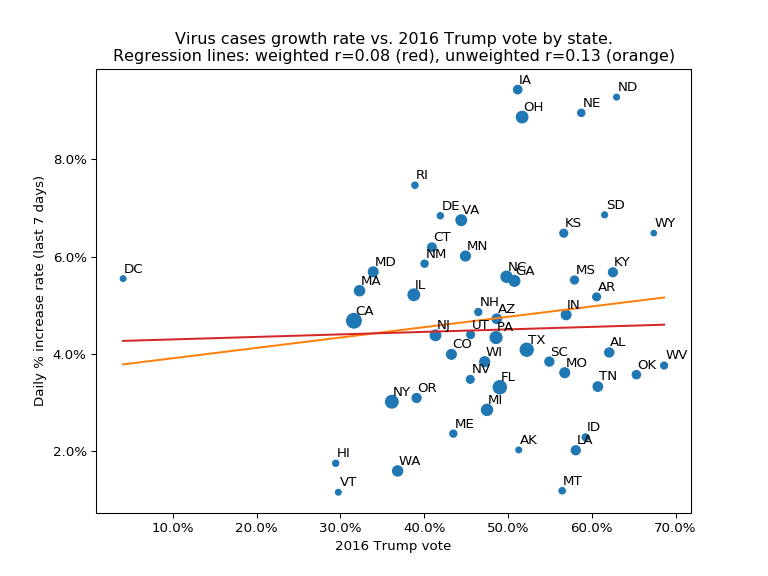 Virus cases growth rate vs. 2016 Trump vote by state.
Regression lines: weighted r=0.08 (red), unweighted r=0.13 (orange)
IA
ND
OH
NE
8.0%
RI
DE
VA
SD
KS
WY
CT
MN
NM
6.0%
DC
MD
NC
GA
MS
KY
MA
IL
AR
CA
NH
AZ
IN
NJ
UT
PA
4.0%
CO
WI
TX
SC
AL
WV
MO
OK
NV
FL
TN
NY
OR
MI
ME
ID
2.0%
AK
LA
HI
WA
VT
MT
Daily % increase rate (last 7 days)
10.0% 20.0% 30.0% 40.0% 50.0% 60.0% 70.0%
2016 Trump vote